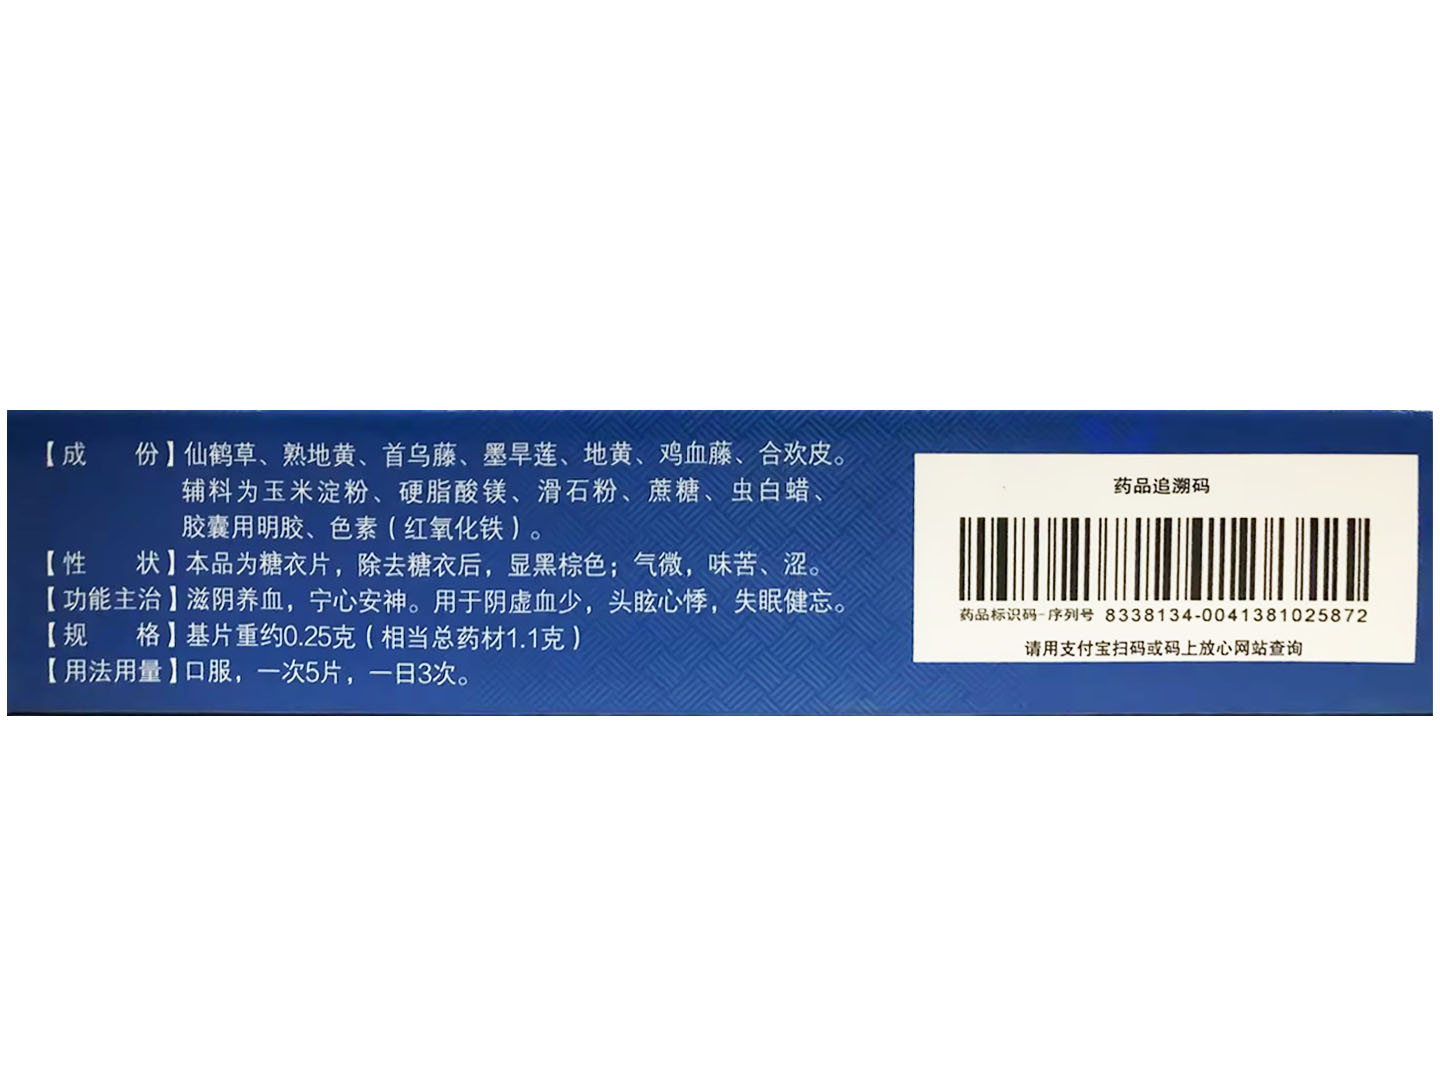 【成　　份】仙鹤草、熟地黄、首乌藤、墨旱莲、地黄、鸡血藤、合欢皮。
辅料为玉米淀粉、硬脂酸镁、滑石粉、蔗糖、虫白蜡、
胶囊用明胶、色素（红氧化铁）。
【性　　状】本品为糖衣片，除去糖衣后，显黑棕色；气微，味苦、涩。
【功能主治】滋阴养血，宁心安神。用于阴虚血少，头眩心悸，失眠健忘。
【规　　格】基片重约0.25克（相当总药材1.1克）
【用法用量】口服，一次5片，一日3次。
药品追溯码
药品标识码-序列号 8338134-0041381025872
请用支付宝扫码或码上放心网站查询